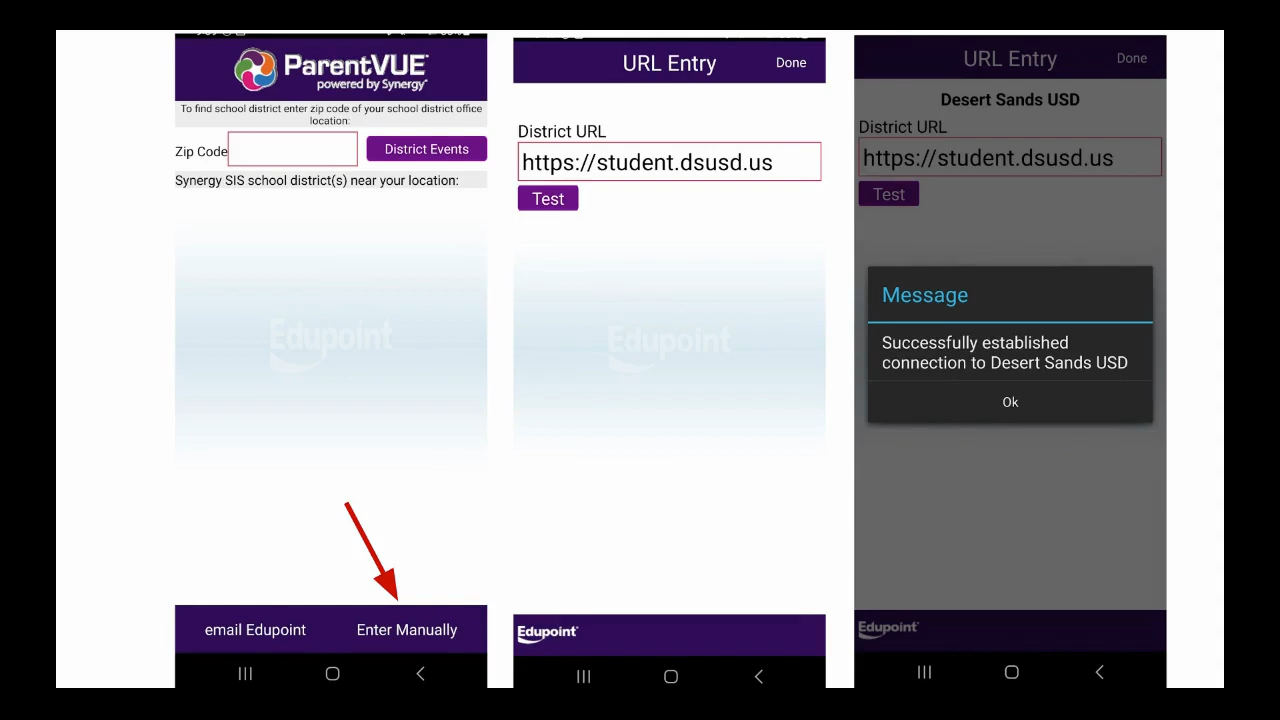 ParentVUE
powered by Synergy
To find school district enter zip code of your school district office
location:
Zip Code
District Events
Synergy SIS school district(s) near your location:
Edupoint
email Edupoint
Enter Manually
URL Entry
Done
District URL
https://student.dsusd.us
Test
Edupoint
Edupoint
URL Entry
Done
Desert Sands USD
District URL
https://student.dsusd.us
Test
Message
Successfully established
connection to Desert Sands USD
Ok
Edupoint